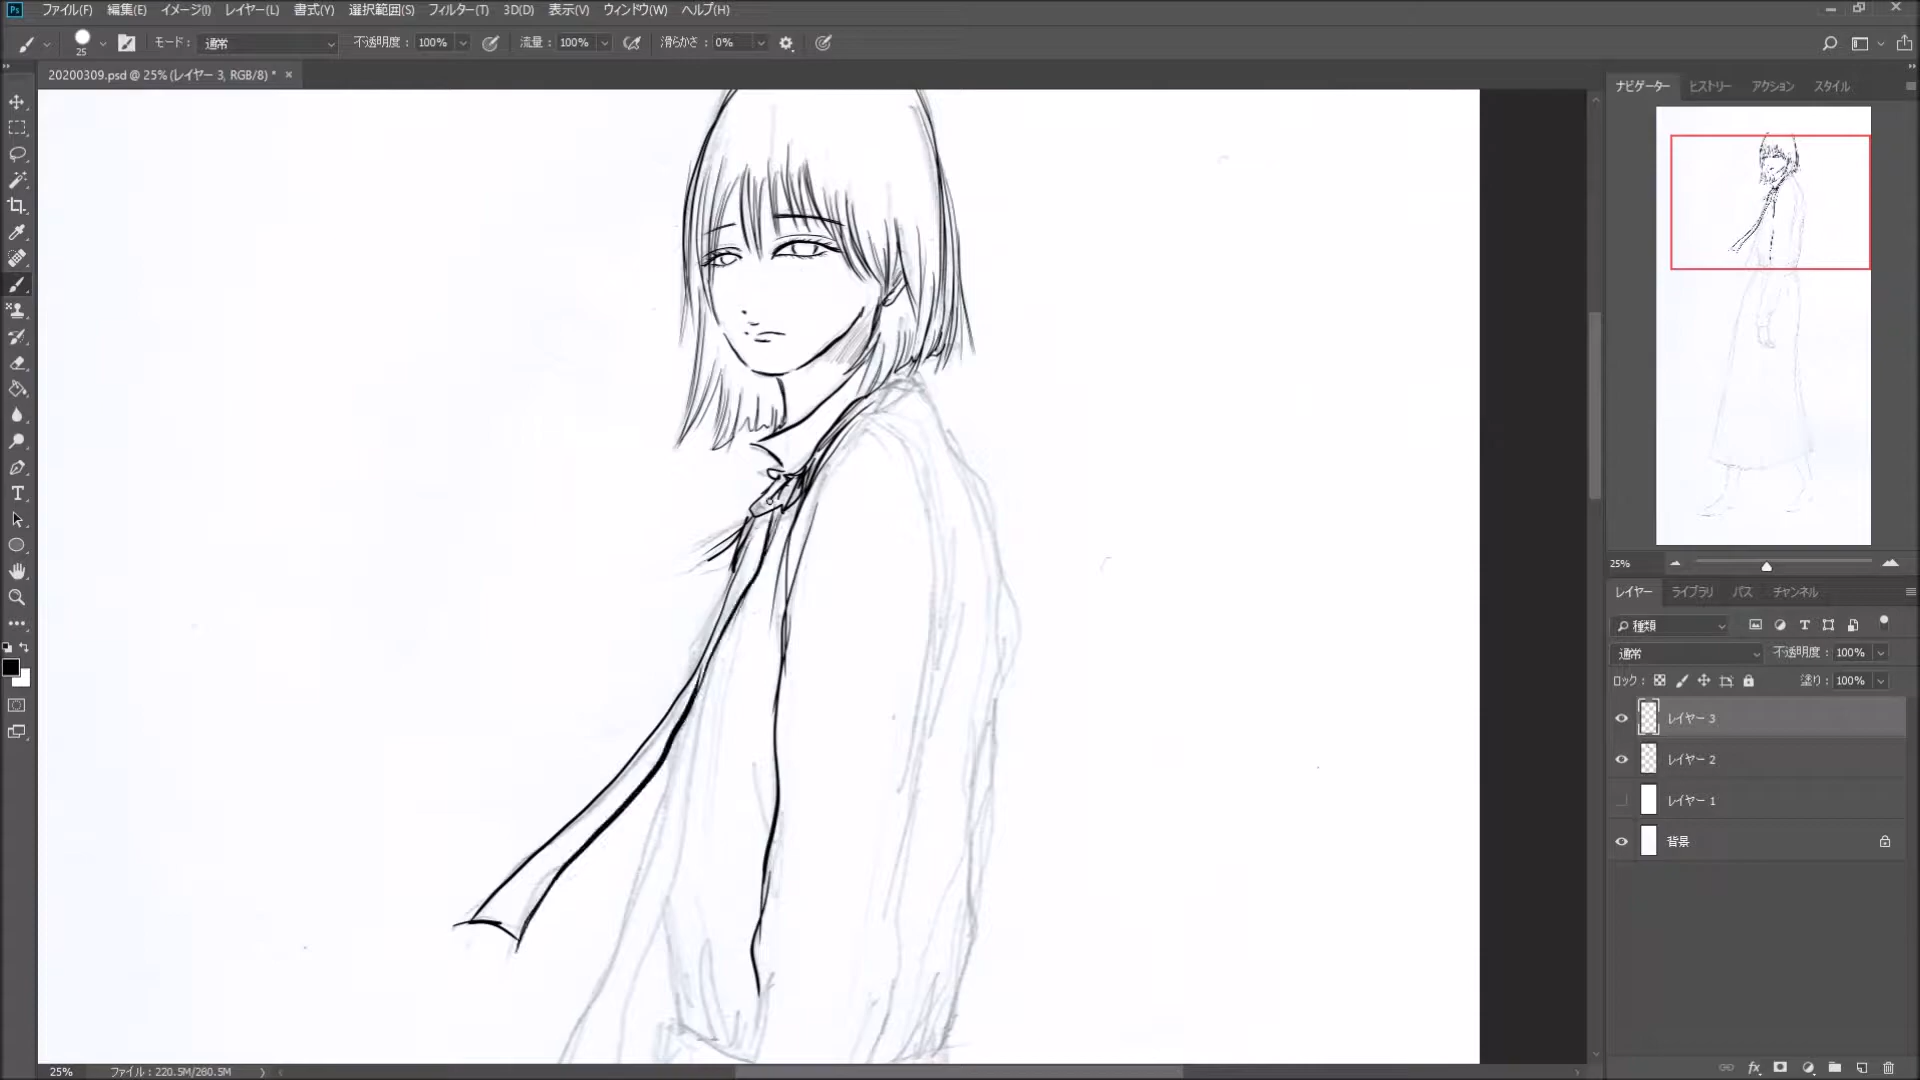 Ps ファイル(F) 編集(E) イメージ(I) レイヤー(L) 書式(Y) 選択範囲(S) フィルター(T) 3D(D) 表示(V) ウィンドウ(W) ヘルプ(H)
25 モード： 通常 不透明度： 100% 流量： 100% 滑らかさ： 0%
20200309.psd @ 25% (レイヤー 3, RGB/8) * ×
ナビゲーター ヒストリー アクション スタイル
25%
レイヤー ライブラリ パス チャンネル
種類
通常 不透明度： 100%
ロック： 塗り： 100%
レイヤー 3
レイヤー 2
レイヤー 1
背景
25% ファイル：220.5M/260.5M